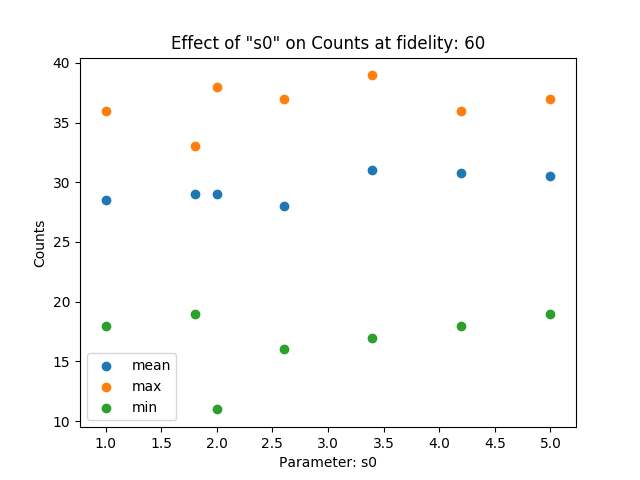 Effect of "s0" on Counts at fidelity: 60
40
35
30
25
20
15
10
Counts
mean
max
min
1.0 1.5 2.0 2.5 3.0 3.5 4.0 4.5 5.0
Parameter: s0